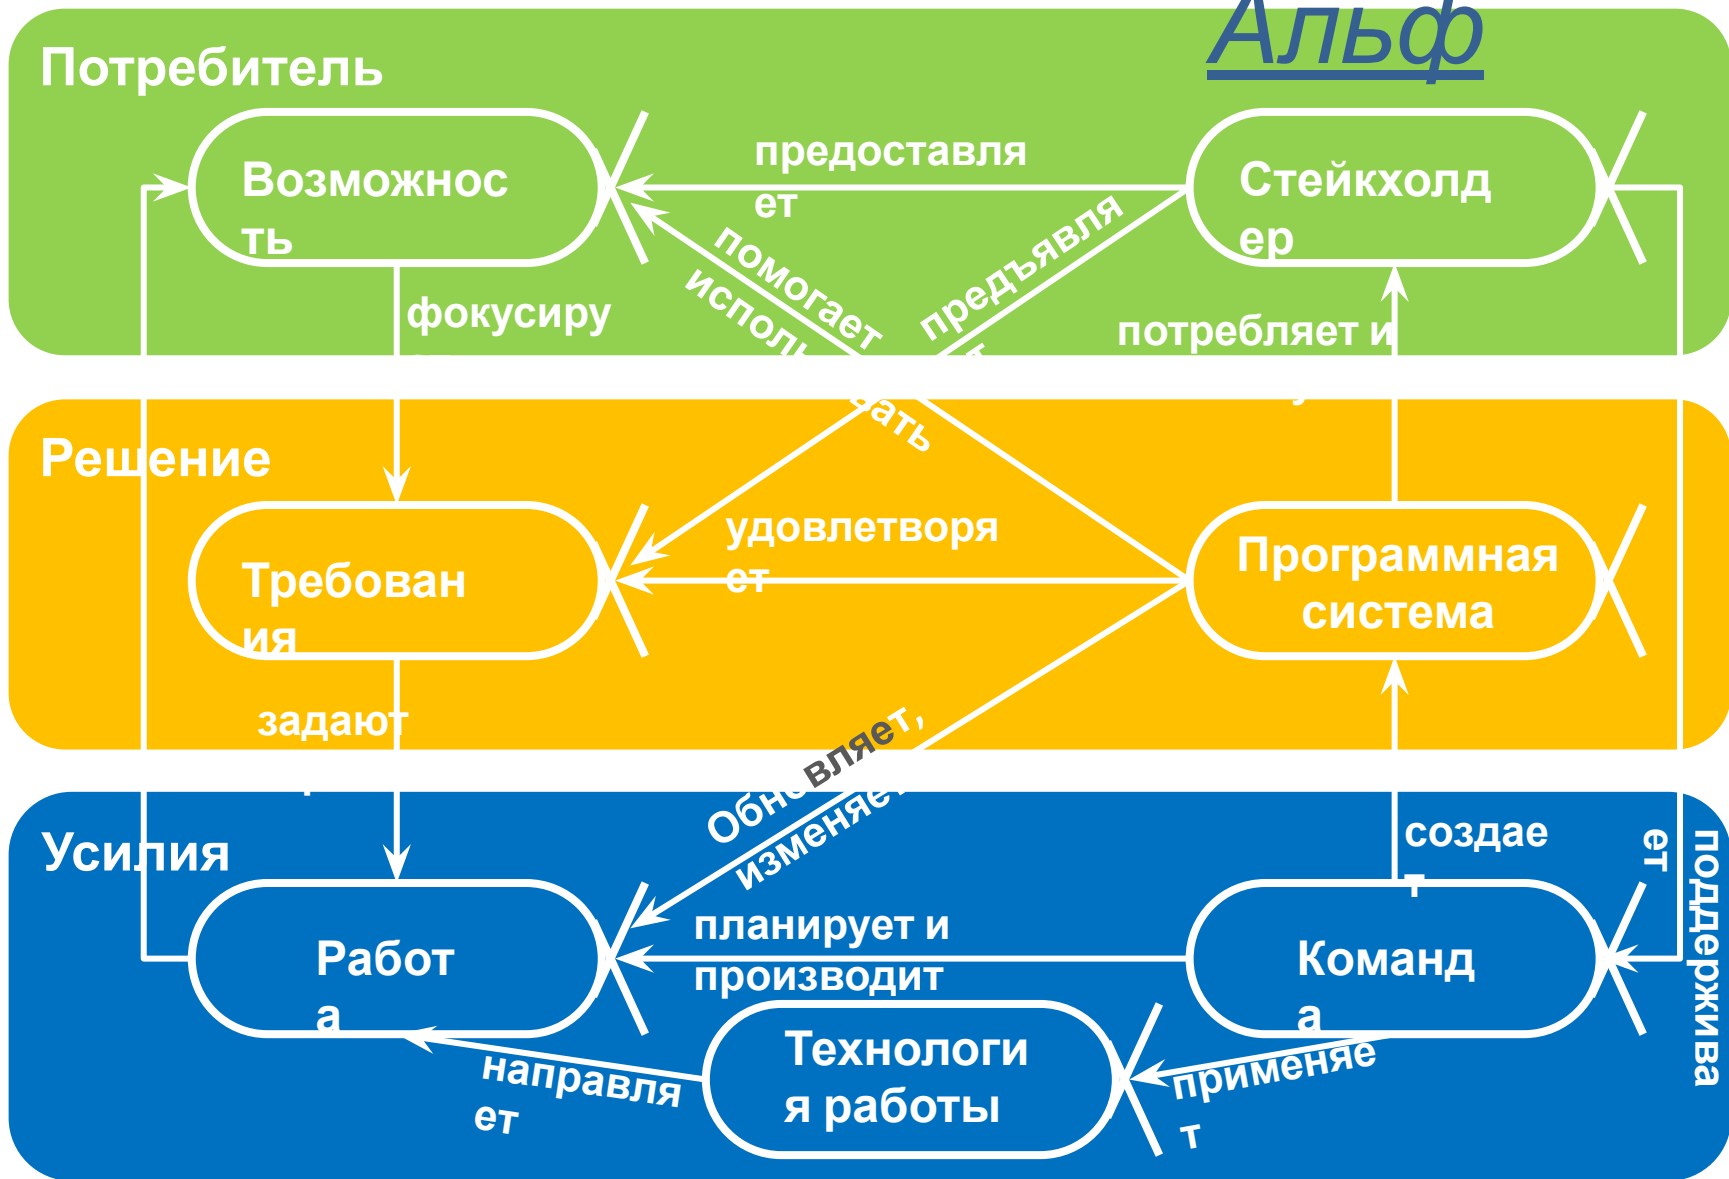 Альф
Потребитель
Возможнос
ть
предоставля
ет
Стейкхолд
ер
помогает
предъявля
фокусиру
потребляет и
Решение
удовлетворя
ет
Требован
ия
Программная
система
задают
Обновляет,
изменяет
Усилия
создае
т
поддержива
ет
планирует и
производит
Работ
а
Команд
а
Технологи
я работы
направля
ет
применяе
т